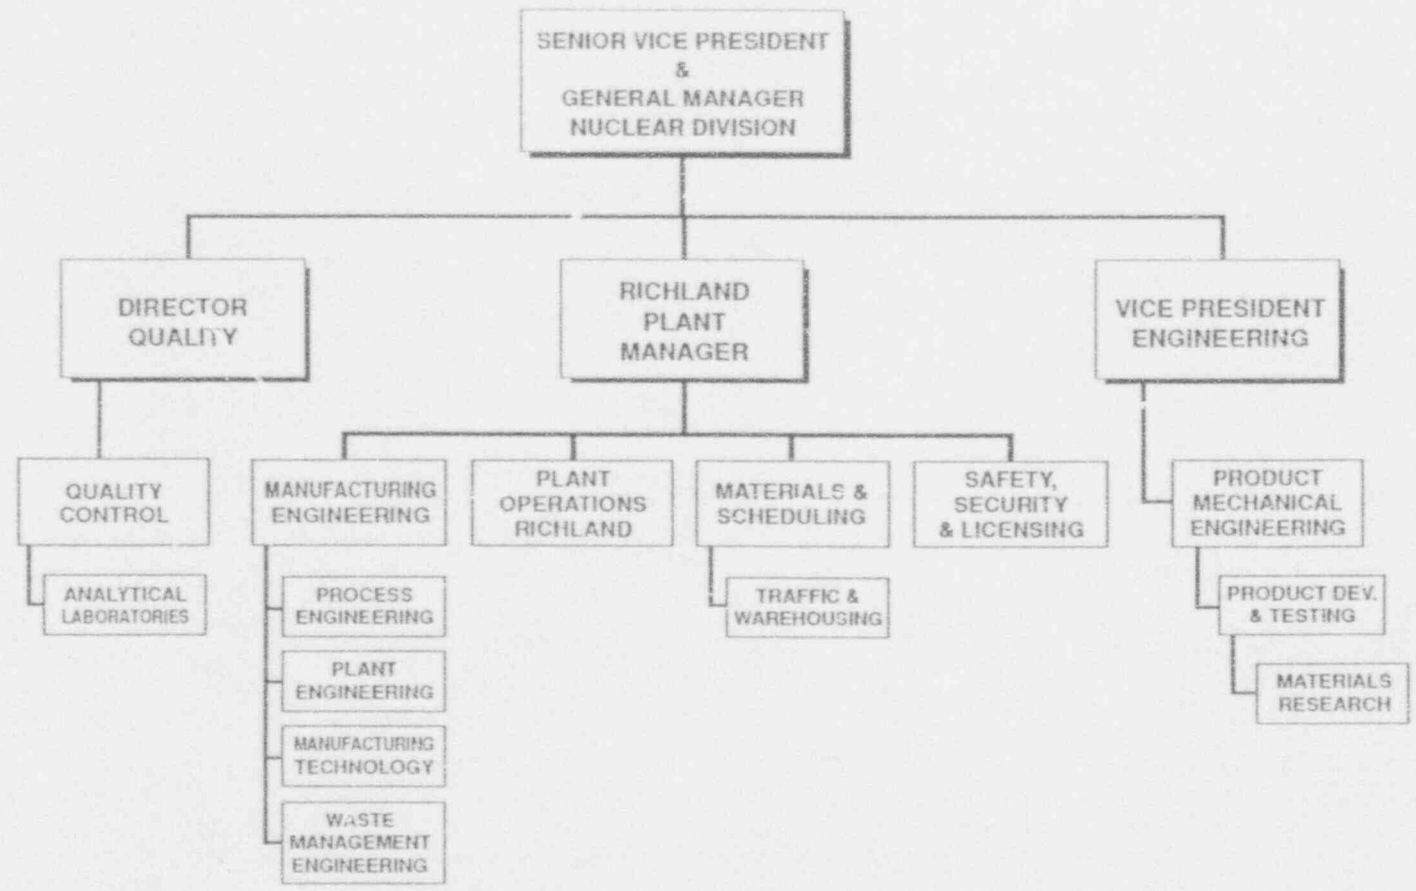 SENIOR VICE PRESIDENT
&
GENERAL MANAGER
NUCLEAR DIVISION
DIRECTOR
QUALITY
RICHLAND
PLANT
MANAGER
VICE PRESIDENT
ENGINEERING
QUALITY
CONTROL
MANUFACTURING
ENGINEERING
PLANT
OPERATIONS
RICHLAND
MATERIALS &
SCHEDULING
SAFETY,
SECURITY
& LICENSING
PRODUCT
MECHANICAL
ENGINEERING
ANALYTICAL
LABORATORIES
PROCESS
ENGINEERING
PLANT
ENGINEERING
MANUFACTURING
TECHNOLOGY
WASTE
MANAGEMENT
ENGINEERING
TRAFFIC &
WAREHOUSING
PRODUCT DEV.
& TESTING
MATERIALS
RESEARCH